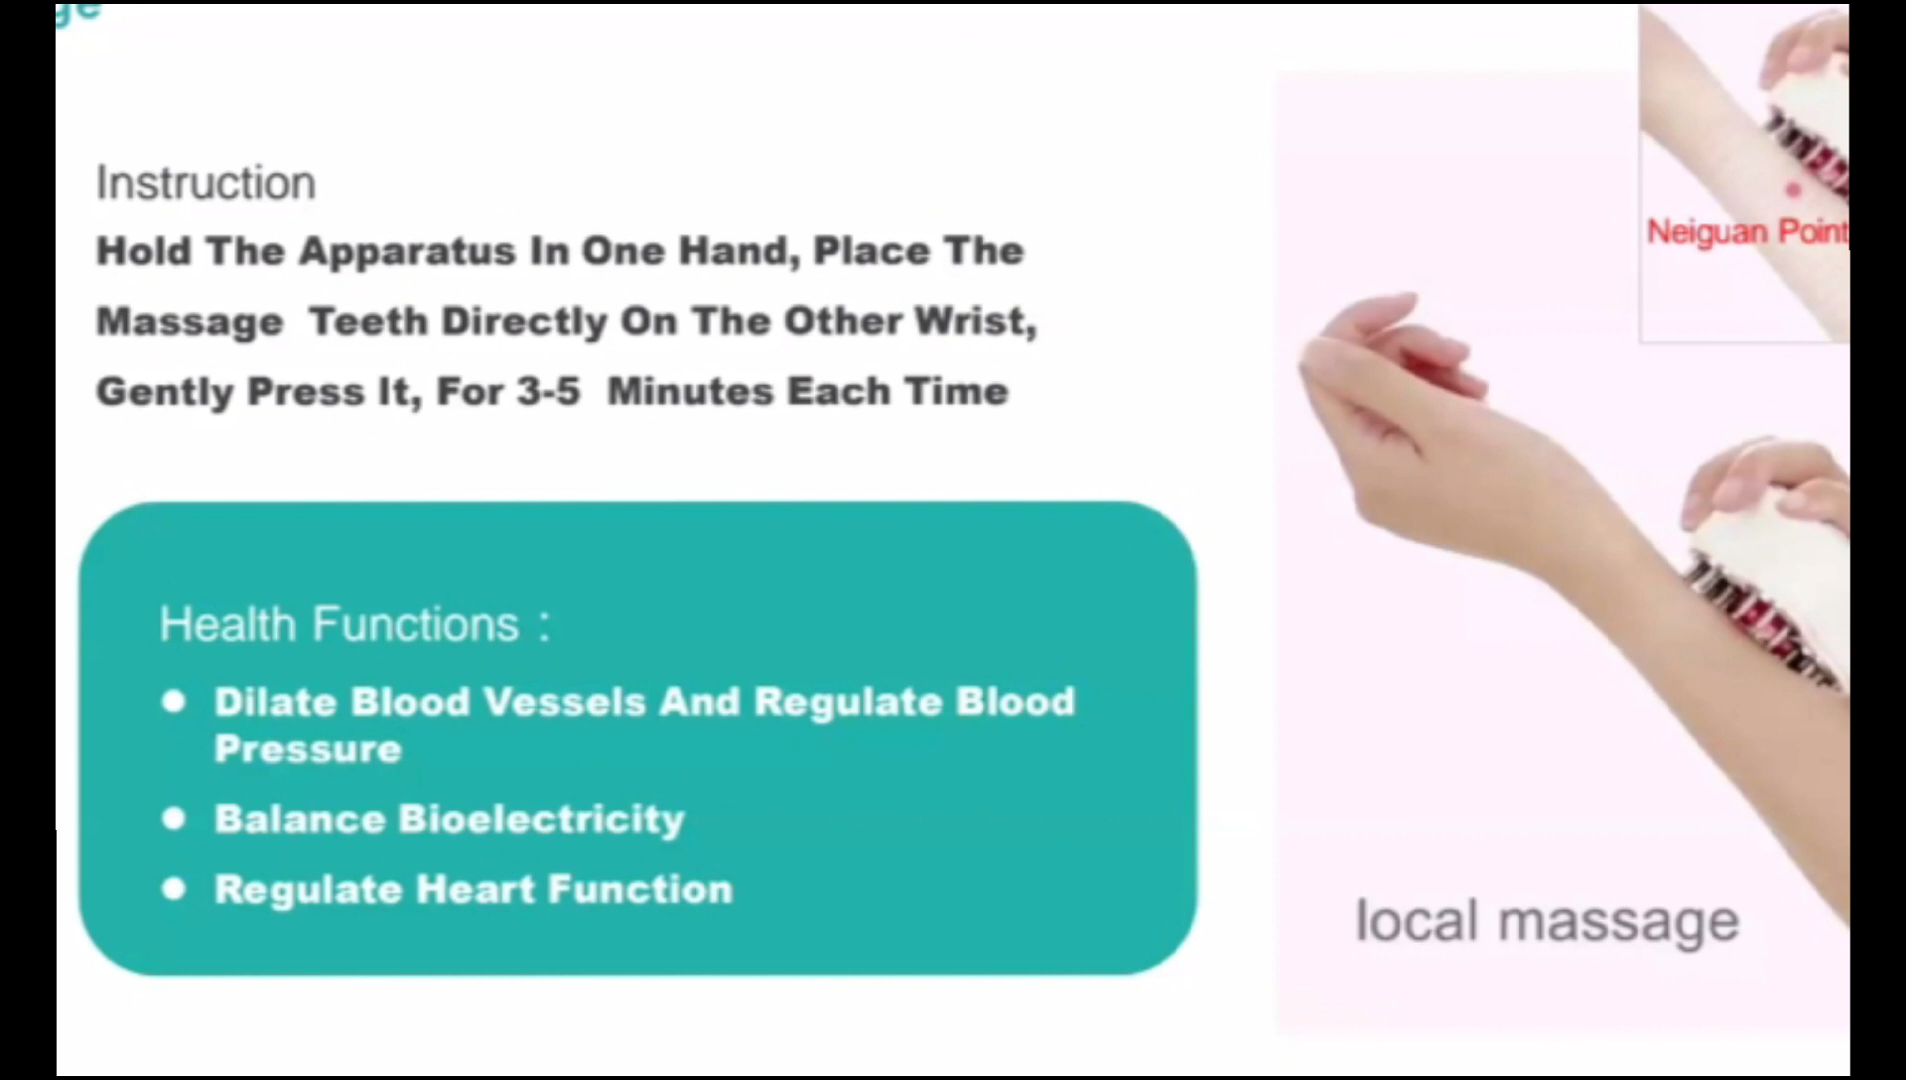 Instruction
Hold The Apparatus In One Hand, Place The
Massage Teeth Directly On The Other Wrist,
Gently Press It, For 3-5 Minutes Each Time
Health Functions :
● Dilate Blood Vessels And Regulate Blood
Pressure
● Balance Bioelectricity
● Regulate Heart Function
Neiguan Point
local massage